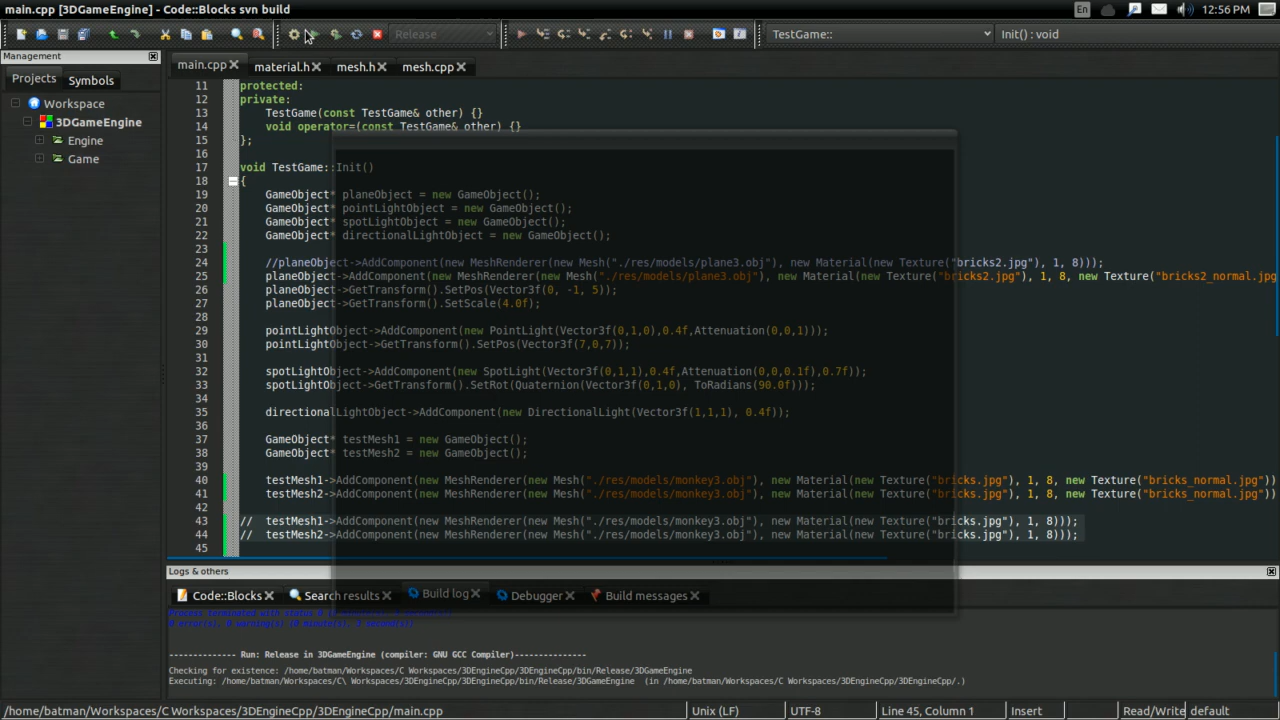 main.cpp [3DGameEngine] - Code::Blocks svn build
En
12:56 PM
Release
TestGame::
Init() : void
Management
main.cpp
material.h
mesh.h
mesh.cpp
Projects
Symbols
Workspace
3DGameEngine
Engine
Game
11 protected:
12 private:
13 TestGame(const TestGame& other) {}
14 void operator=(const TestGame& other) {}
15 };
16
17 void TestGame::Init()
18 {
19 GameObject* planeObject = new GameObject();
20 GameObject* pointLightObject = new GameObject();
21 GameObject* spotLightObject = new GameObject();
22 GameObject* directionalLightObject = new GameObject();
23
24 //planeObject->AddComponent(new MeshRenderer(new Mesh("./res/models/plane3.obj"), new Material(new Texture("bricks2.jpg"), 1, 8)));
25 planeObject->AddComponent(new MeshRenderer(new Mesh("./res/models/plane3.obj"), new Material(new Texture("bricks2.jpg"), 1, 8, new Texture("bricks2_normal.jpg
26 planeObject->GetTransform().SetPos(Vector3f(0, -1, 5));
27 planeObject->GetTransform().SetScale(4.0f);
28
29 pointLightObject->AddComponent(new PointLight(Vector3f(0,1,0),0.4f,Attenuation(0,0,1)));
30 pointLightObject->GetTransform().SetPos(Vector3f(7,0,7));
31
32 spotLightObject->AddComponent(new SpotLight(Vector3f(0,1,1),0.4f,Attenuation(0,0,0.1f),0.7f));
33 spotLightObject->GetTransform().SetRot(Quaternion(Vector3f(0,1,0), ToRadians(90.0f)));
34
35 directionalLightObject->AddComponent(new DirectionalLight(Vector3f(1,1,1), 0.4f));
36
37 GameObject* testMesh1 = new GameObject();
38 GameObject* testMesh2 = new GameObject();
39
40 testMesh1->AddComponent(new MeshRenderer(new Mesh("./res/models/monkey3.obj"), new Material(new Texture("bricks.jpg"), 1, 8, new Texture("bricks_normal.jpg"))
41 testMesh2->AddComponent(new MeshRenderer(new Mesh("./res/models/monkey3.obj"), new Material(new Texture("bricks.jpg"), 1, 8, new Texture("bricks_normal.jpg"))
42
43 // testMesh1->AddComponent(new MeshRenderer(new Mesh("./res/models/monkey3.obj"), new Material(new Texture("bricks.jpg"), 1, 8)));
44 // testMesh2->AddComponent(new MeshRenderer(new Mesh("./res/models/monkey3.obj"), new Material(new Texture("bricks.jpg"), 1, 8)));
45
Logs & others
Code::Blocks
Search results
Build log
Debugger
Build messages
Process terminated with status 0 (0 minute(s), 3 second(s))
0 error(s), 0 warning(s) (0 minute(s), 3 second(s))
-------------- Run: Release in 3DGameEngine (compiler: GNU GCC Compiler)---------------
Checking for existence: /home/batman/Workspaces/C Workspaces/3DEngineCpp/3DEngineCpp/bin/Release/3DGameEngine
Executing: /home/batman/Workspaces/C\ Workspaces/3DEngineCpp/3DEngineCpp/bin/Release/3DGameEngine (in /home/batman/Workspaces/C Workspaces/3DEngineCpp/3DEngineCpp/.)
/home/batman/Workspaces/C Workspaces/3DEngineCpp/3DEngineCpp/main.cpp
Unix (LF)
UTF-8
Line 45, Column 1
Insert
Read/Write
default